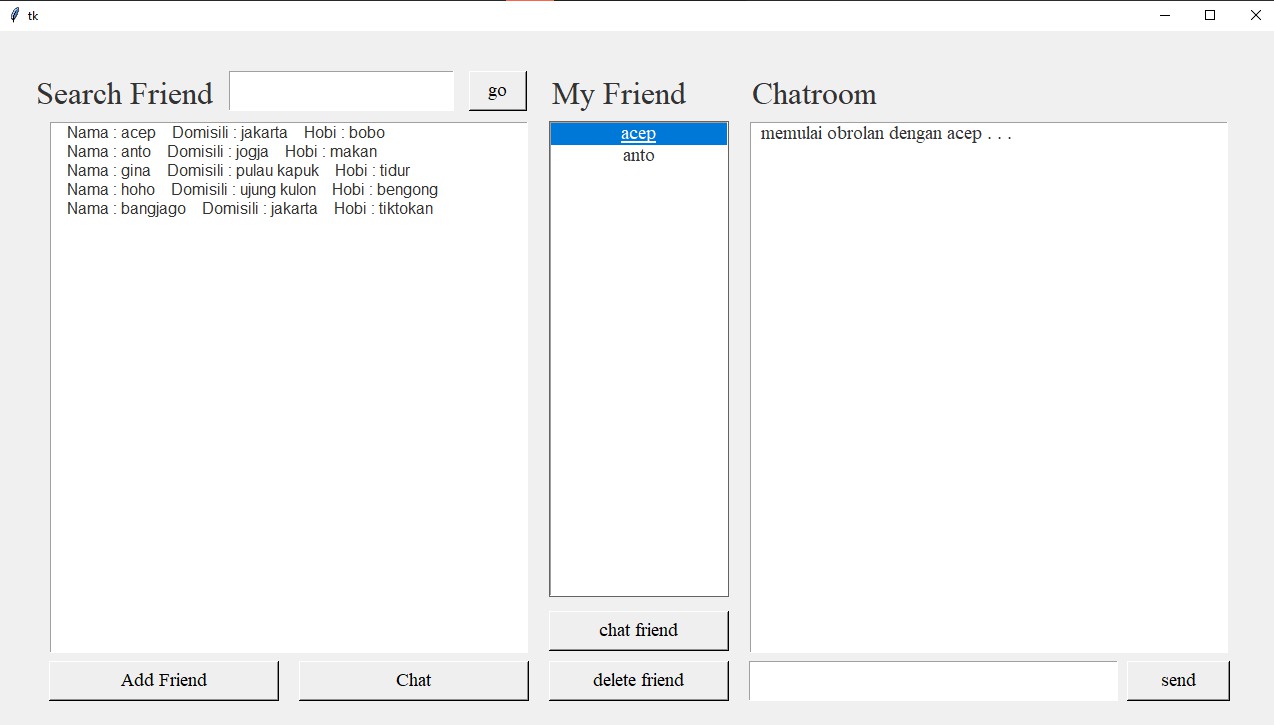 tk
Search Friend
go
My Friend
Chatroom
Nama : acep Domisili : jakarta Hobi : bobo
Nama : anto Domisili : jogja Hobi : makan
Nama : gina Domisili : pulau kapuk Hobi : tidur
Nama : hoho Domisili : ujung kulon Hobi : bengong
Nama : bangjago Domisili : jakarta Hobi : tiktokan
acep
anto
memulai obrolan dengan acep . . .
chat friend
Add Friend
Chat
delete friend
send